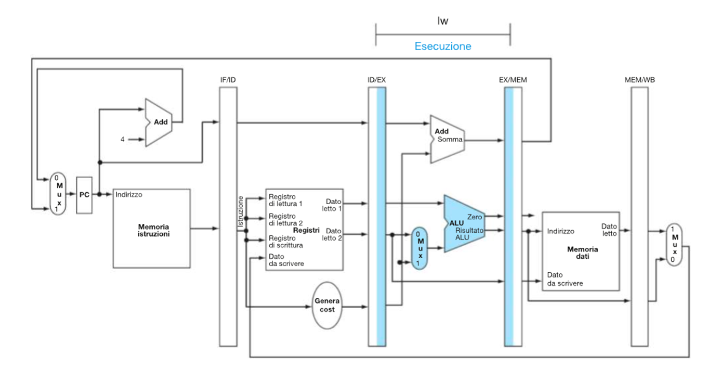 lw
Esecuzione
IF/ID
ID/EX
EX/MEM
MEM/WB
Add
4
Add
Somma
0
M
u
x
1
PC
Indirizzo
Memoria
istruzioni
Istruzione
Registro
di lettura 1
Registro
di lettura 2
Registri
Registro
di scrittura
Dato
da scrivere
Dato
letto 1
Dato
letto 2
Genera
cost
0
M
u
x
1
Zero
ALU
Risultato
ALU
Indirizzo
Dato
letto
Memoria
dati
Dato
da scrivere
1
M
u
x
0